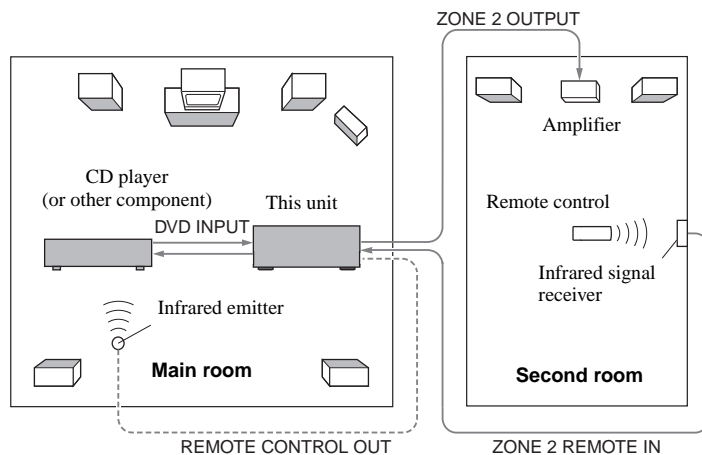 ZONE 2 OUTPUT
Amplifier
CD player
(or other component)
This unit
DVD INPUT
Remote control
Infrared signal
receiver
Infrared emitter
Main room
Second room
REMOTE CONTROL OUT
ZONE 2 REMOTE IN